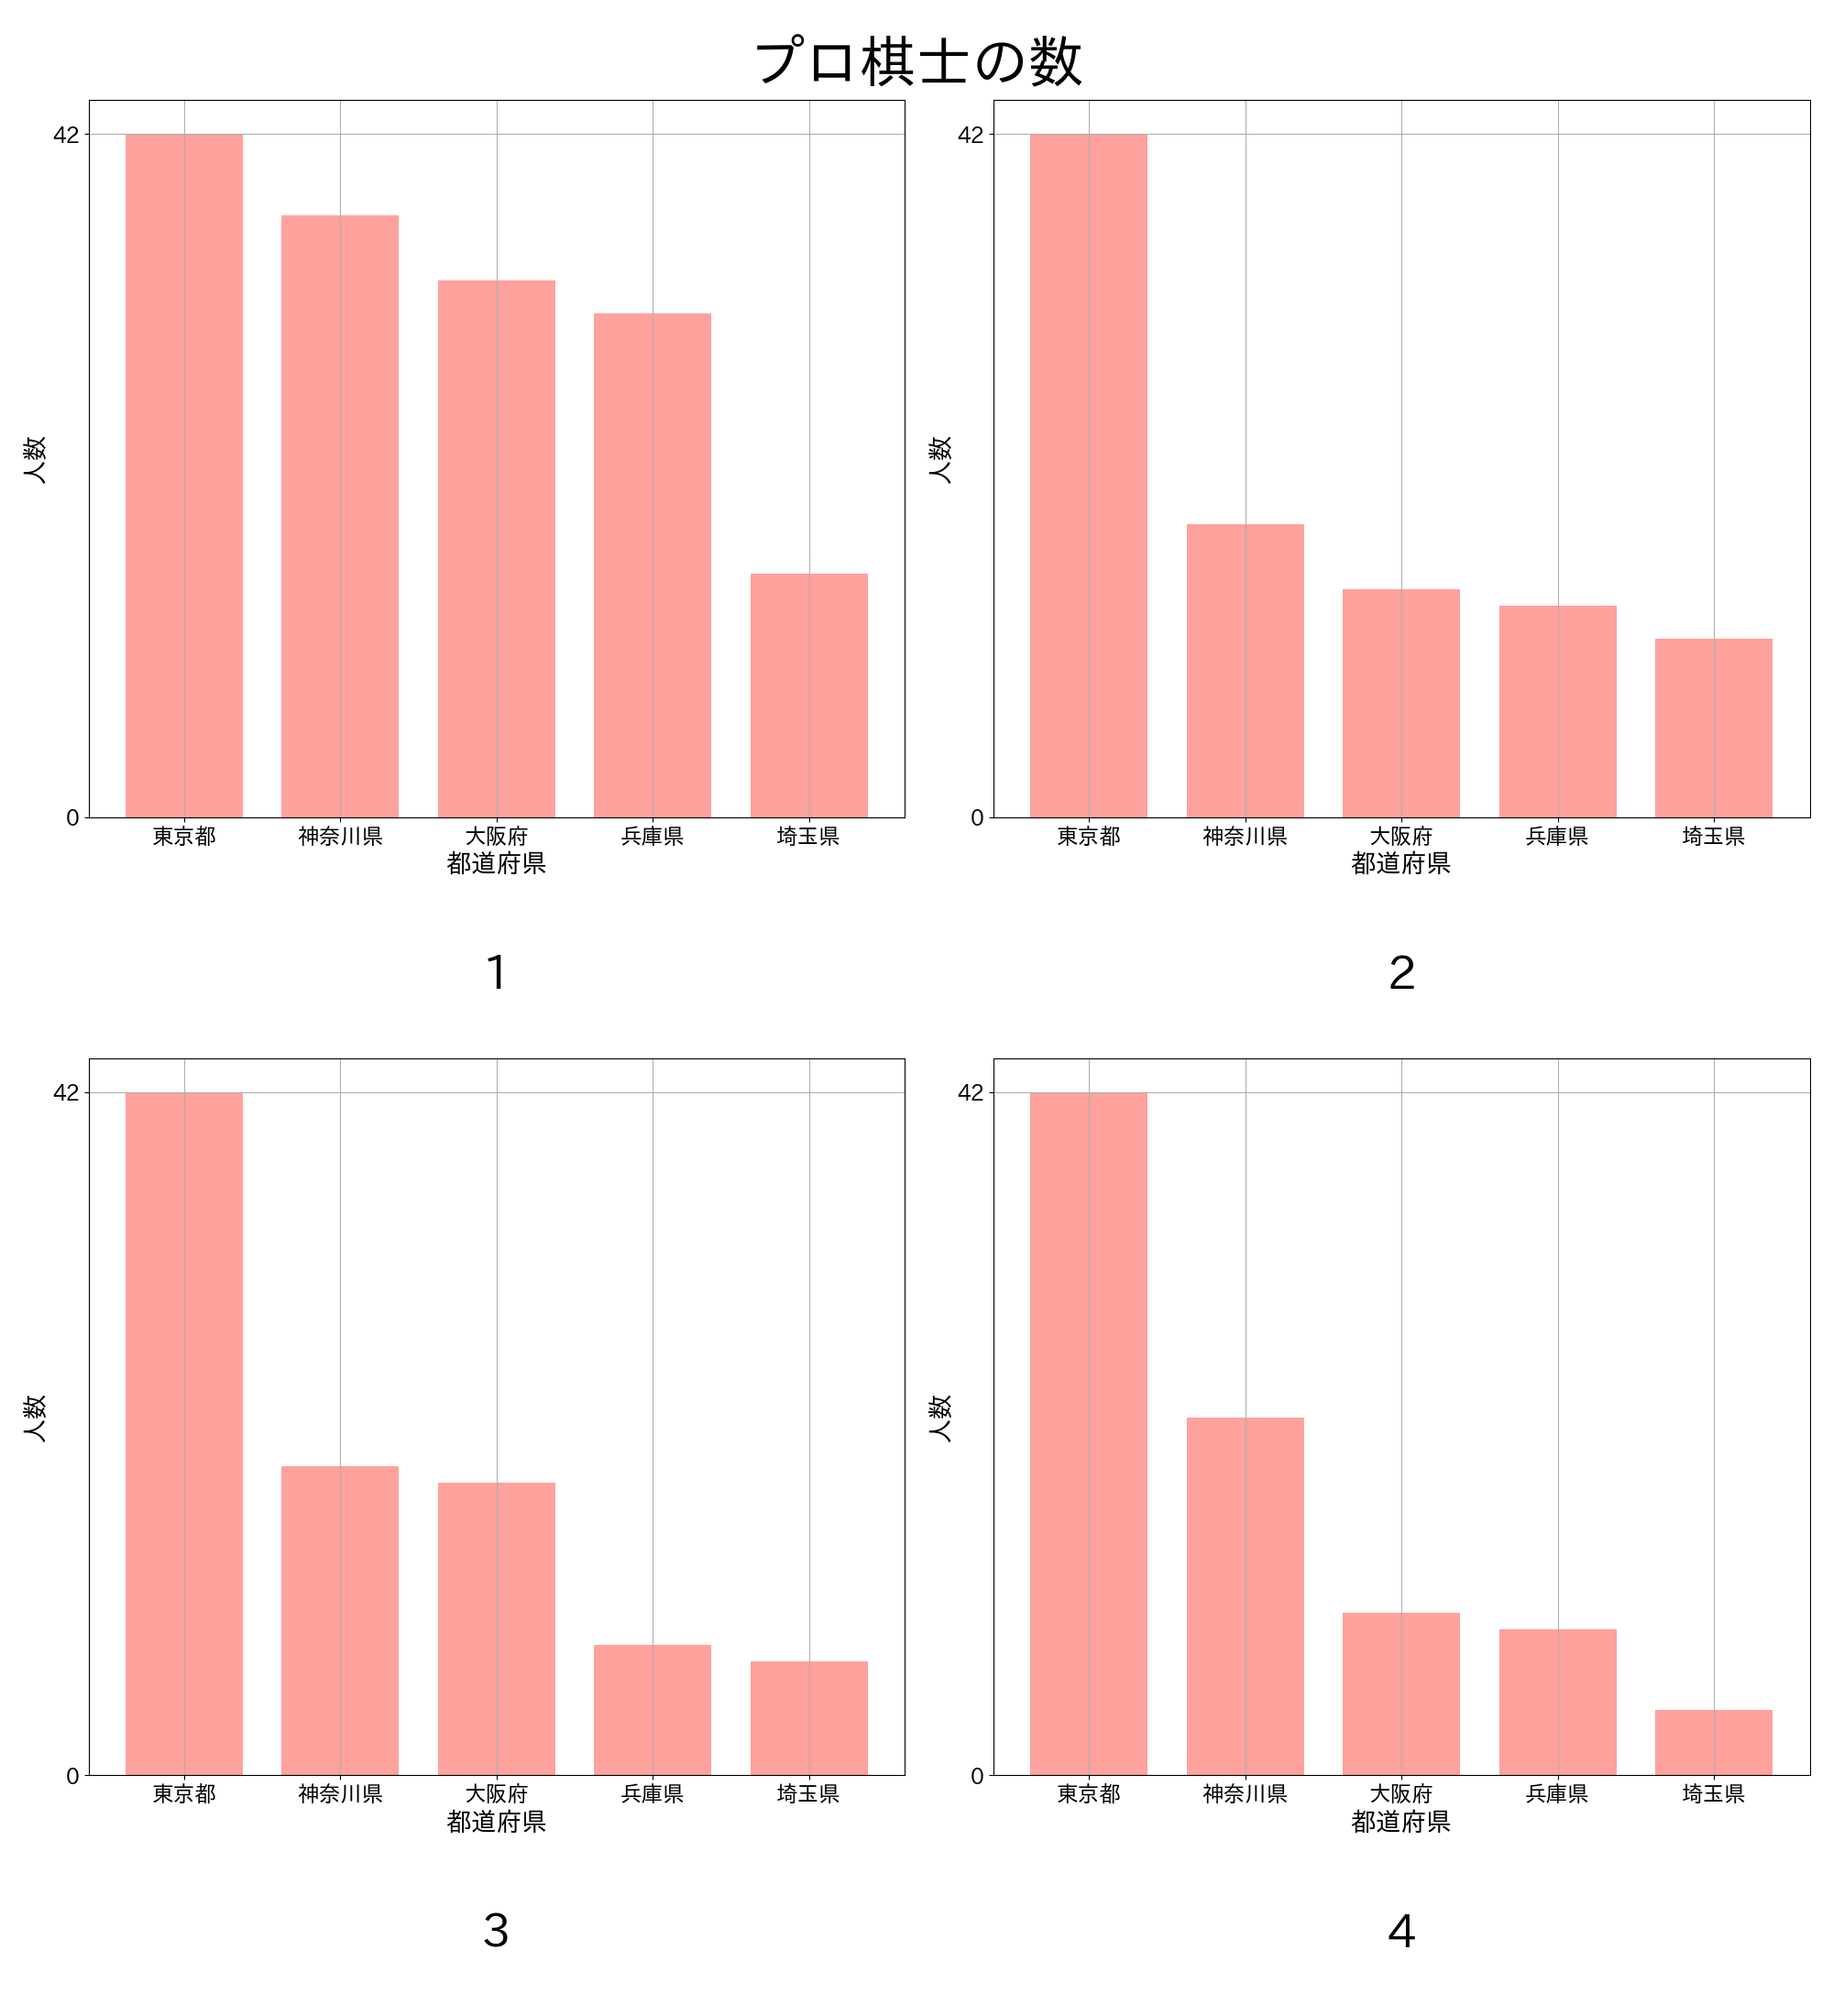 プロ棋士の数
42
0
人数
東京都 神奈川県 大阪府 兵庫県 埼玉県
都道府県
1
42
0
人数
東京都 神奈川県 大阪府 兵庫県 埼玉県
都道府県
2
42
0
人数
東京都 神奈川県 大阪府 兵庫県 埼玉県
都道府県
3
42
0
人数
東京都 神奈川県 大阪府 兵庫県 埼玉県
都道府県
4